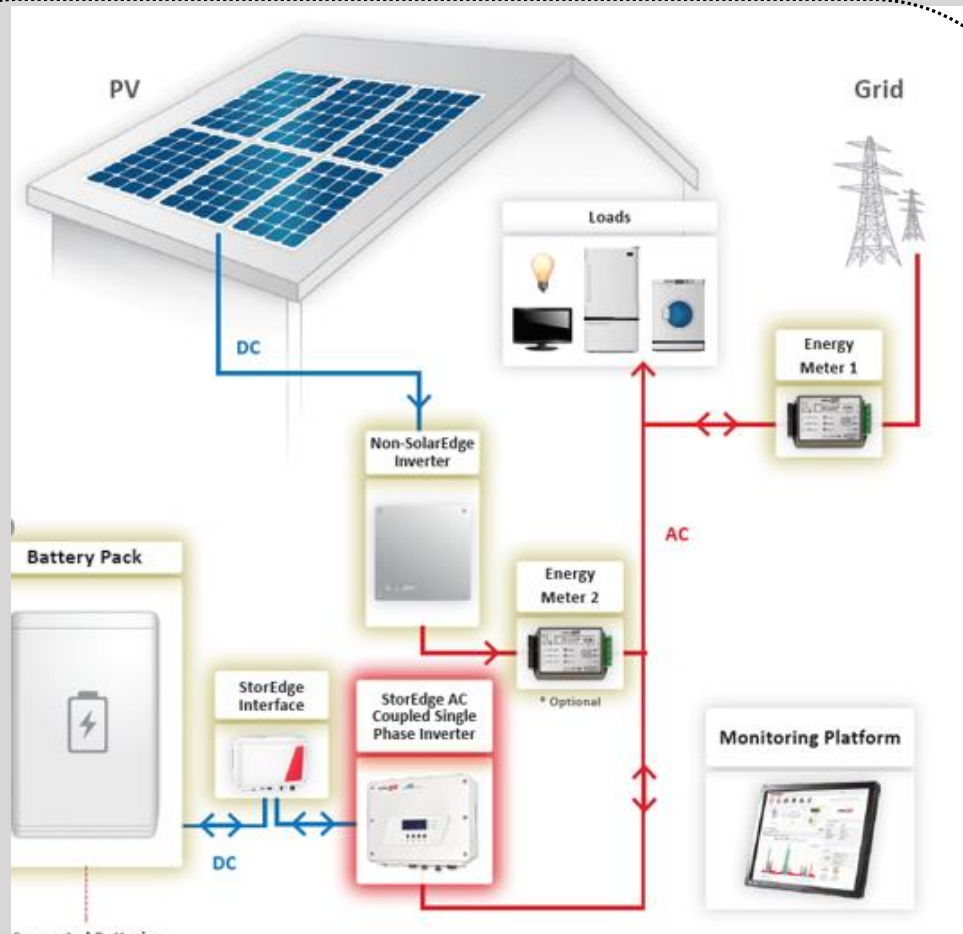 PV
Grid
Loads
DC
Energy
Meter 1
Non-SolarEdge
Inverter
AC
Battery Pack
Energy
Meter 2
StorEdge
Interface
* Optional
StorEdge AC
Coupled Single
Phase Inverter
Monitoring Platform
DC